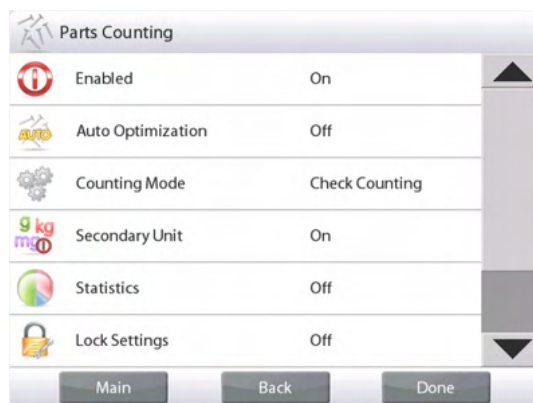 Parts Counting
Enabled On
AUTO Auto Optimization Off
Counting Mode Check Counting
g kg
mg Secondary Unit On
Statistics Off
Lock Settings Off
Main Back Done